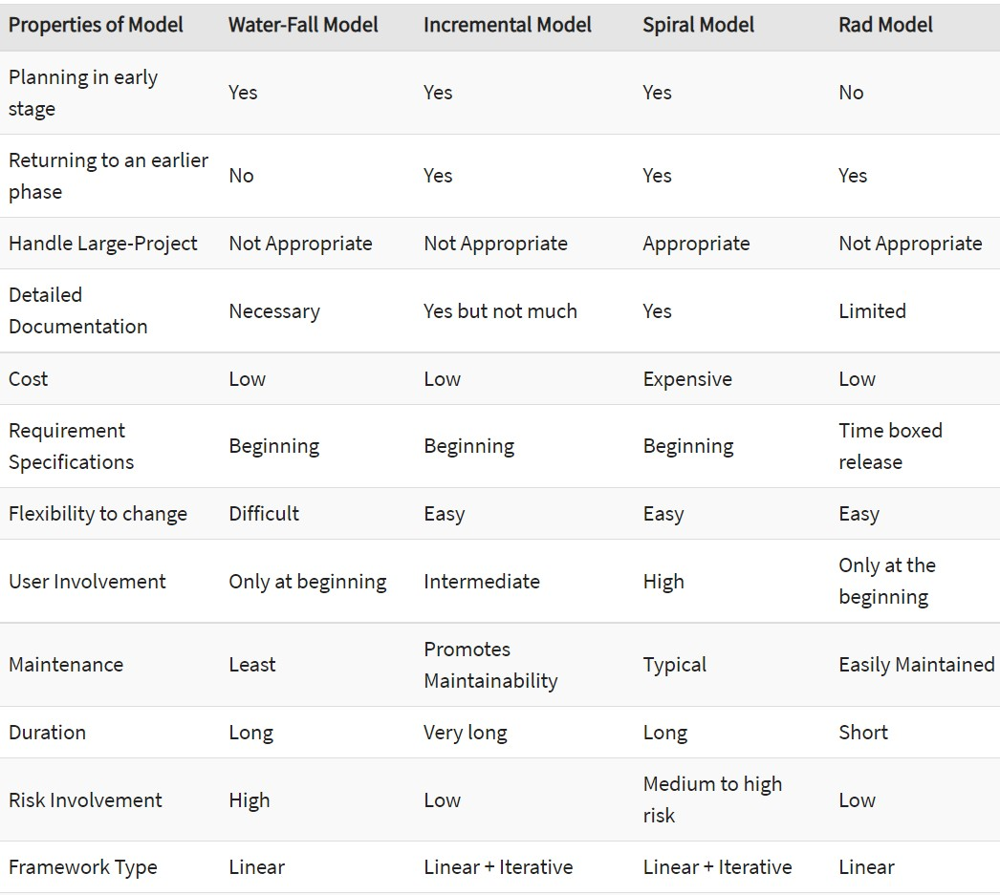 Properties of Model Water-Fall Model Incremental Model Spiral Model Rad Model
Planning in early
stage
Yes Yes Yes No
Returning to an earlier
phase
No Yes Yes Yes
Handle Large-Project Not Appropriate Not Appropriate Appropriate Not Appropriate
Detailed
Documentation
Necessary Yes but not much Yes Limited
Cost Low Low Expensive Low
Requirement
Specifications
Beginning Beginning Beginning
Time boxed
release
Flexibility to change Difficult Easy Easy Easy
User Involvement Only at beginning Intermediate High
Only at the
beginning
Maintenance Least
Promotes
Maintainability
Typical Easily Maintained
Duration Long Very long Long Short
Risk Involvement High Low
Medium to high
risk
Low
Framework Type Linear Linear + Iterative Linear + Iterative Linear